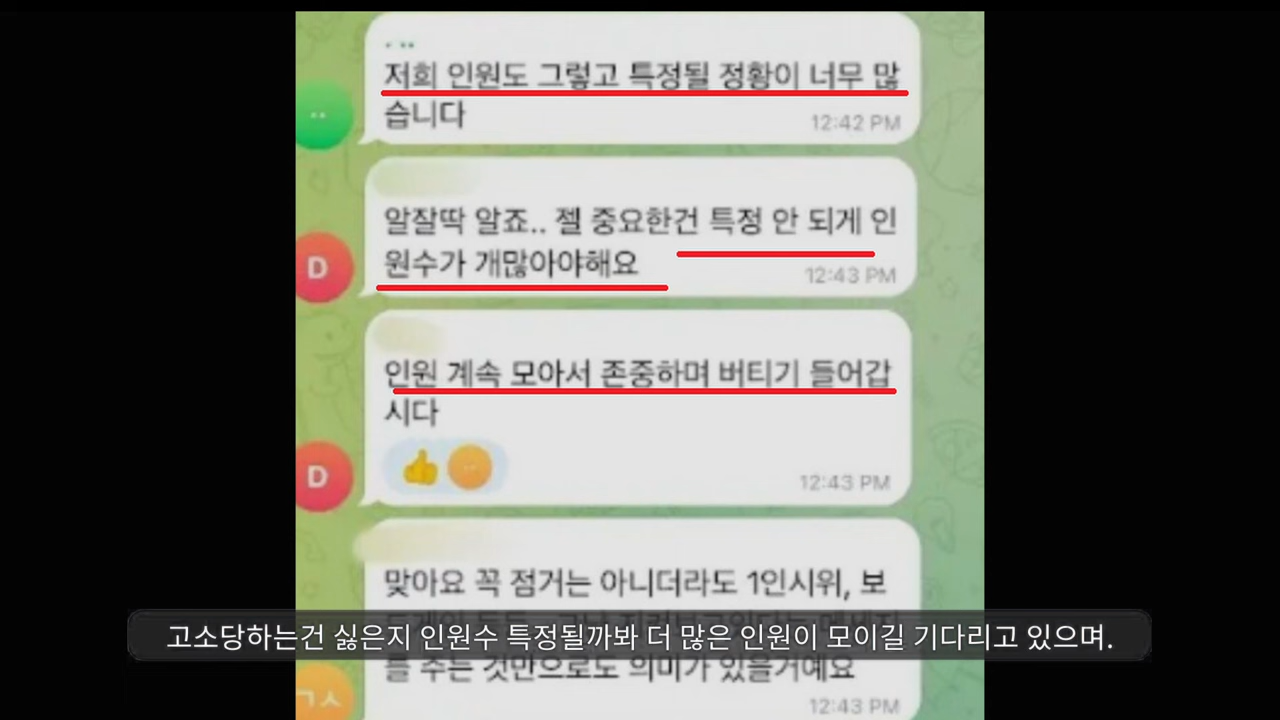 저희 인원도 그렇고 특정될 정황이 너무 많
습니다
12:42 PM
알잘딱 알죠.. 젤 중요한건 특정 안 되게 인
원수가 개많아야해요
12:43 PM
D
인원 계속 모아서 존중하며 버티기 들어갑
시다
12:43 PM
D
맞아요 꼭 점거는 아니더라도 1인시위, 보
고소당하는건 싫은지 인원수 특정될까봐 더 많은 인원이 모이길 기다리고 있으며.
를 주는 것만으로도 의미가 있을거예요
12:43 PM
ㄱㅅ